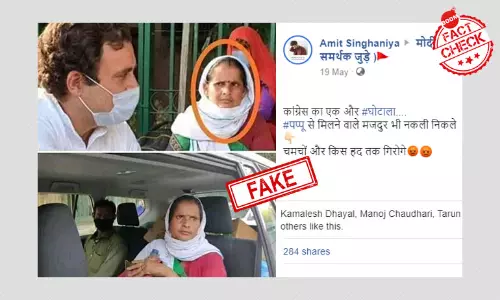 BOOM
FACT
CHECK
Amit Singhaniya ▸ मोदी
समर्थक जुड़े )🚩
19 May ·
कांग्रेस का एक और #घोटाला....
#पप्पू से मिलने वाले मजदुर भी नकली निकले
👇
चमचों और किस हद तक गिरोगे😡😡
FAKE
Kamalesh Dhayal, Manoj Chaudhari, Tarun
others like this.
284 shares